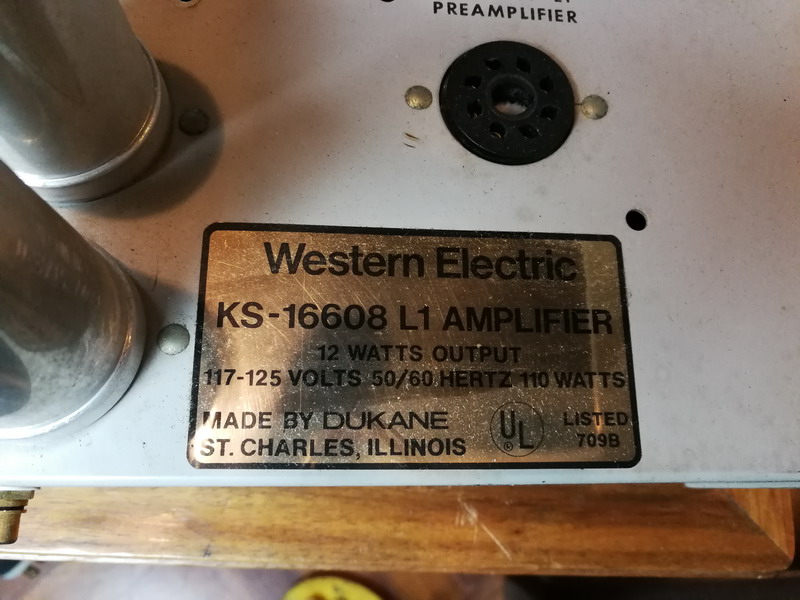 PREAMPLIFIER
Western Electric
KS-16608 L1 AMPLIFIER
12 WATTS OUTPUT
117-125 VOLTS 50/60 HERTZ 110 WATTS
MADE BY DUKANE
ST. CHARLES, ILLINOIS
UL
®
LISTED
709B